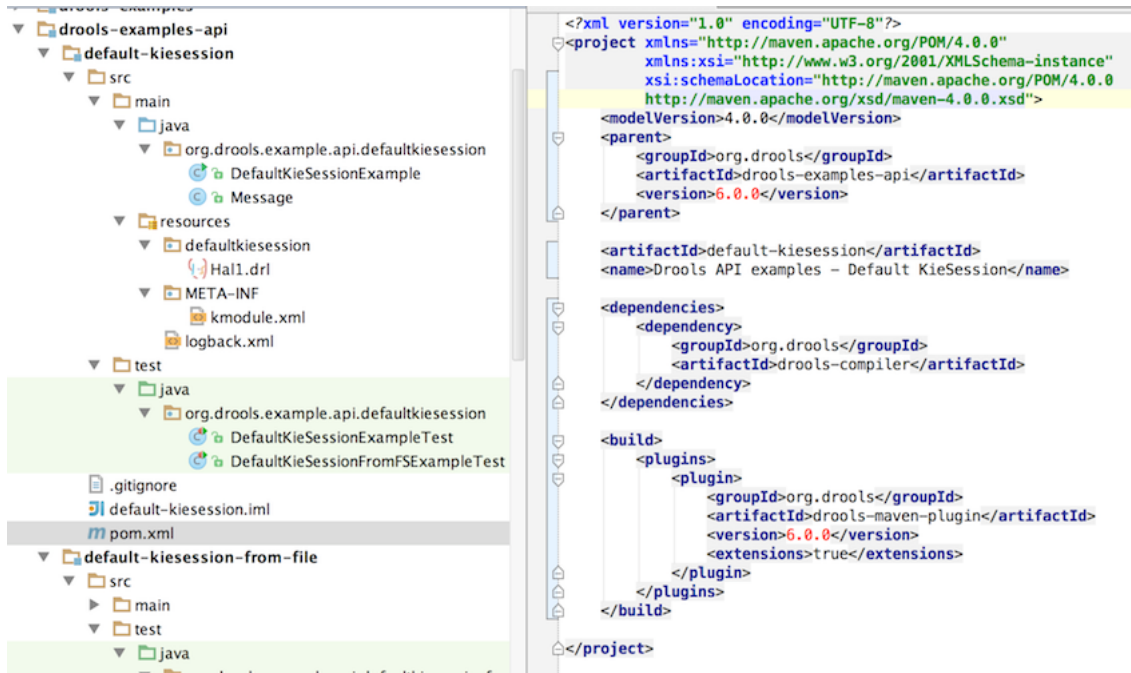 drools-examples-api
default-kiesession
src
main
java
org.drools.example.api.defaultkiesession
DefaultKieSessionExample
Message
resources
defaultkiesession
Hal1.drl
META-INF
kmodule.xml
logback.xml
test
java
org.drools.example.api.defaultkiesession
DefaultKieSessionExampleTest
DefaultKieSessionFromFSExampleTest
.gitignore
default-kiesession.iml
pom.xml
default-kiesession-from-file
src
main
test
java
<?xml version="1.0" encoding="UTF-8"?>
<project xmlns="http://maven.apache.org/POM/4.0.0"
xmlns:xsi="http://www.w3.org/2001/XMLSchema-instance"
xsi:schemaLocation="http://maven.apache.org/POM/4.0.0
http://maven.apache.org/xsd/maven-4.0.0.xsd">
<modelVersion>4.0.0</modelVersion>
<parent>
<groupId>org.drools</groupId>
<artifactId>drools-examples-api</artifactId>
<version>6.0.0</version>
</parent>
<artifactId>default-kiesession</artifactId>
<name>Drools API examples - Default KieSession</name>
<dependencies>
<dependency>
<groupId>org.drools</groupId>
<artifactId>drools-compiler</artifactId>
</dependency>
</dependencies>
<build>
<plugins>
<plugin>
<groupId>org.drools</groupId>
<artifactId>drools-maven-plugin</artifactId>
<version>6.0.0</version>
<extensions>true</extensions>
</plugin>
</plugins>
</build>
</project>